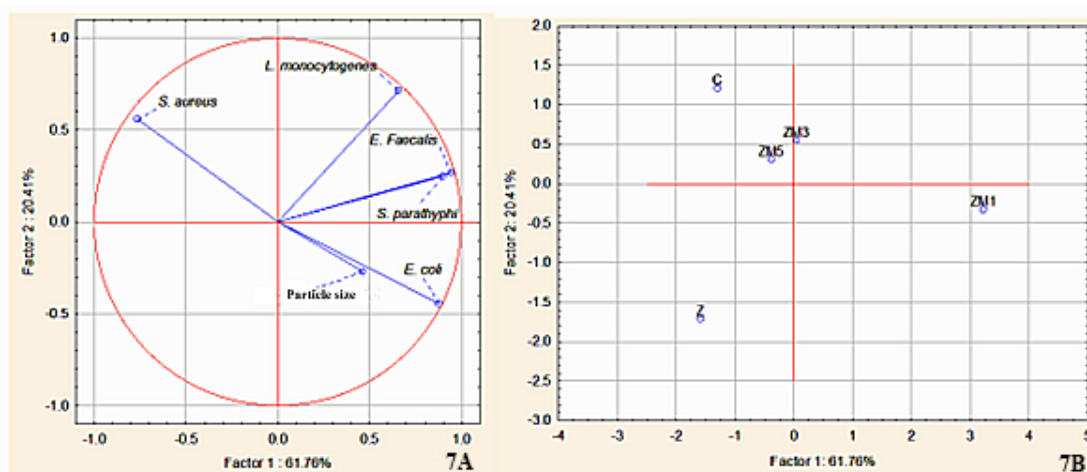 1.0
0.5
0.0
-0.5
-1.0
Factor 2 : 20.41%
L. monocytogenes
S. aureus
E. Faecalis
S. parathyphi
E. coli
Particle size
-1.0 -0.5 0.0 0.5 1.0
Factor 1 : 61.76%
7A
2.0
1.5
1.0
0.5
0.0
-0.5
-1.0
-1.5
-2.0
-2.5
-3.0
Factor 2: 20.41%
C
ZM3
ZM5
ZM1
Z
-4 -3 -2 -1 0 1 2 3 4 5
Factor 1: 61.76%
7B